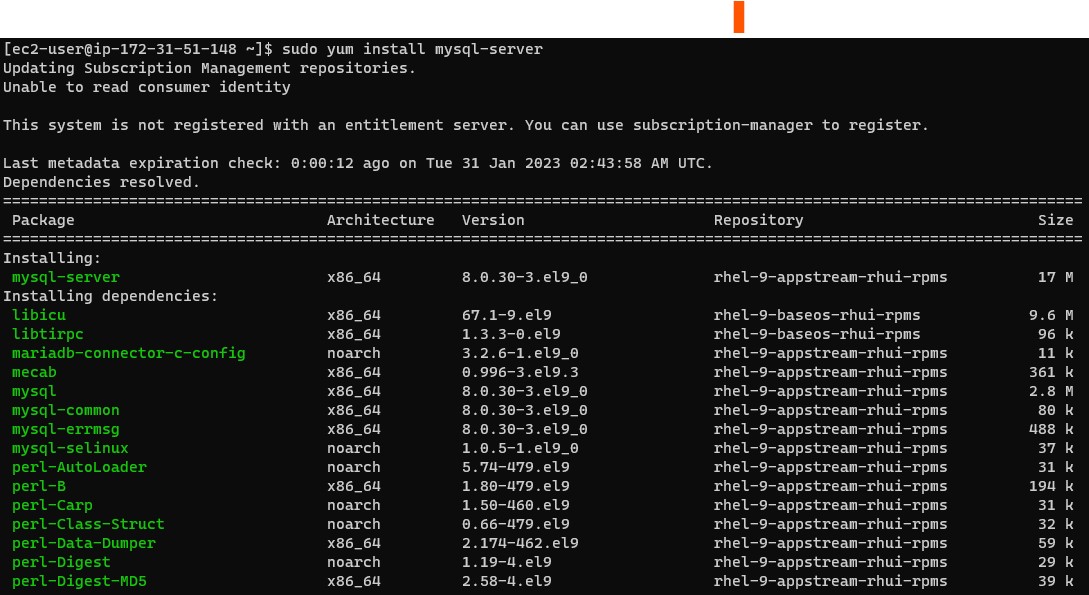 [ec2-user@ip-172-31-51-148 ~]$ sudo yum install mysql-server
Updating Subscription Management repositories.
Unable to read consumer identity
This system is not registered with an entitlement server. You can use subscription-manager to register.
Last metadata expiration check: 0:00:12 ago on Tue 31 Jan 2023 02:43:58 AM UTC.
Dependencies resolved.
========================================================================================================================
Package Architecture Version Repository Size
========================================================================================================================
Installing:
mysql-server x86_64 8.0.30-3.el9_0 rhel-9-appstream-rhui-rpms 17 M
Installing dependencies:
libicu x86_64 67.1-9.el9 rhel-9-baseos-rhui-rpms 9.6 M
libtirpc x86_64 1.3.3-0.el9 rhel-9-baseos-rhui-rpms 96 k
mariadb-connector-c-config noarch 3.2.6-1.el9_0 rhel-9-appstream-rhui-rpms 11 k
mecab x86_64 0.996-3.el9.3 rhel-9-appstream-rhui-rpms 361 k
mysql x86_64 8.0.30-3.el9_0 rhel-9-appstream-rhui-rpms 2.8 M
mysql-common x86_64 8.0.30-3.el9_0 rhel-9-appstream-rhui-rpms 80 k
mysql-errmsg x86_64 8.0.30-3.el9_0 rhel-9-appstream-rhui-rpms 488 k
mysql-selinux noarch 1.0.5-1.el9_0 rhel-9-appstream-rhui-rpms 37 k
perl-AutoLoader noarch 5.74-479.el9 rhel-9-appstream-rhui-rpms 31 k
perl-B x86_64 1.80-479.el9 rhel-9-appstream-rhui-rpms 194 k
perl-Carp noarch 1.50-460.el9 rhel-9-appstream-rhui-rpms 31 k
perl-Class-Struct noarch 0.66-479.el9 rhel-9-appstream-rhui-rpms 32 k
perl-Data-Dumper x86_64 2.174-462.el9 rhel-9-appstream-rhui-rpms 59 k
perl-Digest noarch 1.19-4.el9 rhel-9-appstream-rhui-rpms 29 k
perl-Digest-MD5 x86_64 2.58-4.el9 rhel-9-appstream-rhui-rpms 39 k